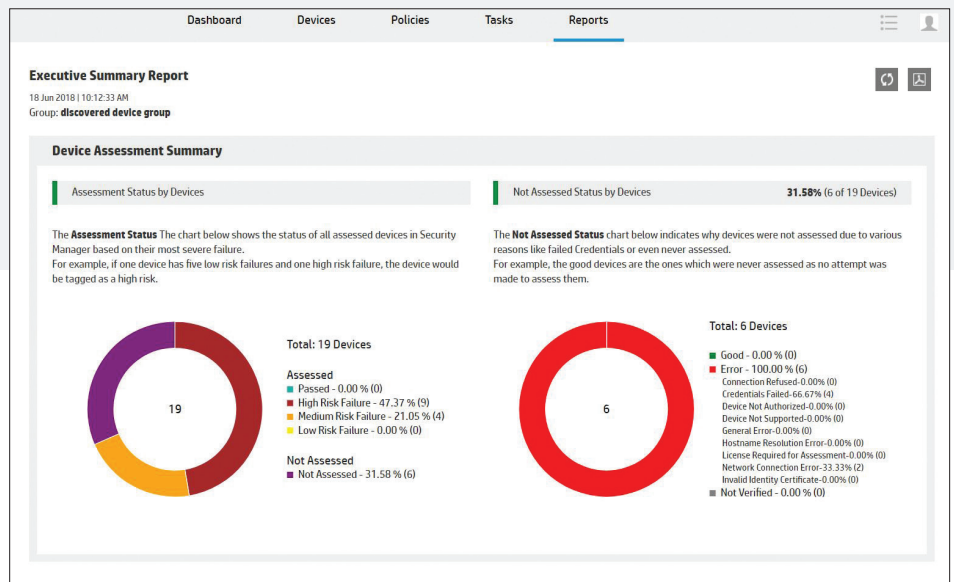 Dashboard Devices Policies Tasks Reports
Executive Summary Report
18 Jun 2018 | 10:12:33 AM
Group: discovered device group
Device Assessment Summary
Assessment Status by Devices
The Assessment Status The chart below shows the status of all assessed devices in Security
Manager based on their most severe failure.
For example, if one device has five low risk failures and one high risk failure, the device would
be tagged as a high risk.
19
Total: 19 Devices
Assessed
Passed - 0.00 % (0)
High Risk Failure - 47.37 % (9)
Medium Risk Failure - 21.05 % (4)
Low Risk Failure - 0.00 % (0)
Not Assessed
Not Assessed - 31.58 % (6)
Not Assessed Status by Devices 31.58% (6 of 19 Devices)
The Not Assessed Status chart below indicates why devices were not assessed due to various
reasons like failed Credentials or even never assessed.
For example, the good devices are the ones which were never assessed as no attempt was
made to assess them.
6
Total: 6 Devices
Good - 0.00 % (0)
Error - 100.00 % (6)
Connection Refused-0.00% (0)
Credentials Failed-66.67% (4)
Device Not Authorized-0.00% (0)
Device Not Supported-0.00% (0)
General Error-0.00% (0)
Hostname Resolution Error-0.00% (0)
License Required for Assessment-0.00% (0)
Network Connection Error-33.33% (2)
Invalid Identity Certificate-0.00% (0)
Not Verified - 0.00 % (0)